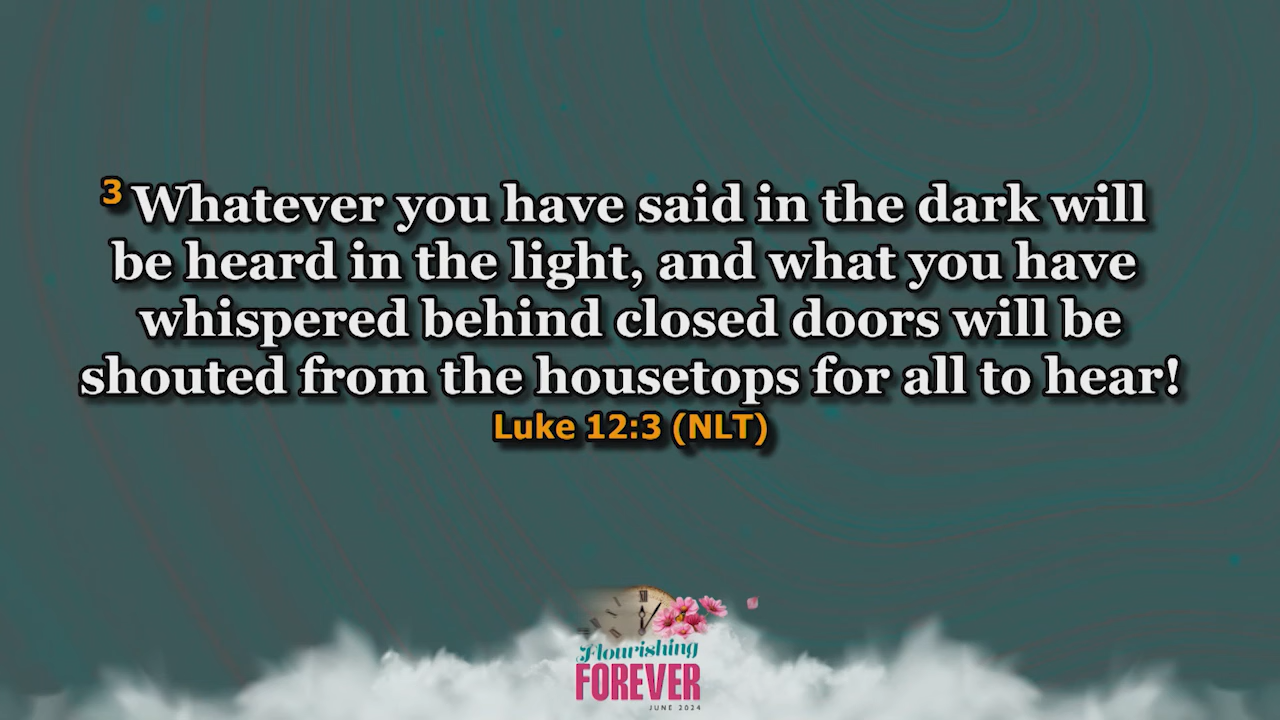 3 Whatever you have said in the dark will
be heard in the light, and what you have
whispered behind closed doors will be
shouted from the housetops for all to hear!
Luke 12:3 (NLT)
Flourishing
FOREVER
JUNE 2024